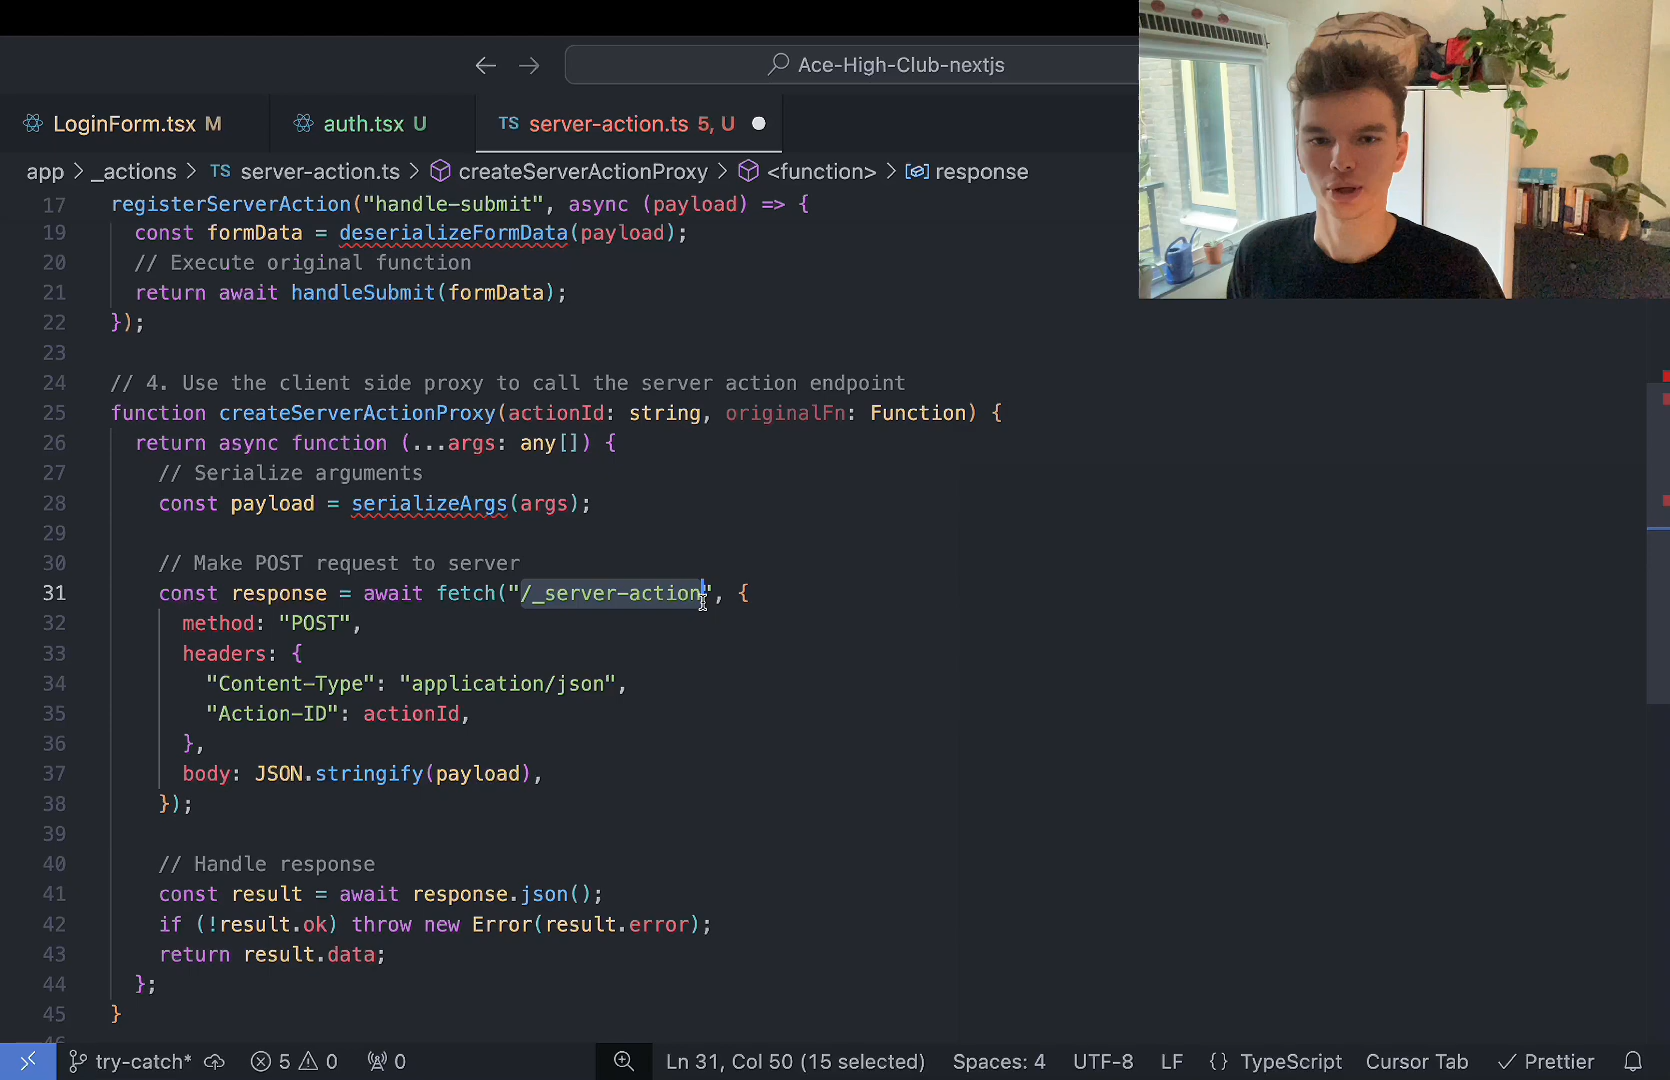 Ace-High-Club-nextjs
LoginForm.tsx M
auth.tsx U
TS server-action.ts 5, U
app > _actions > TS server-action.ts > createServerActionProxy > <function> > response
17 registerServerAction("handle-submit", async (payload) => {
19 const formData = deserializeFormData(payload);
20 // Execute original function
21 return await handleSubmit(formData);
22 });
23
24 // 4. Use the client side proxy to call the server action endpoint
25 function createServerActionProxy(actionId: string, originalFn: Function) {
26 return async function (...args: any[]) {
27 // Serialize arguments
28 const payload = serializeArgs(args);
29
30 // Make POST request to server
31 const response = await fetch("/_server-action", {
32 method: "POST",
33 headers: {
34 "Content-Type": "application/json",
35 "Action-ID": actionId,
36 },
37 body: JSON.stringify(payload),
38 });
39
40 // Handle response
41 const result = await response.json();
42 if (!result.ok) throw new Error(result.error);
43 return result.data;
44 };
45 }
try-catch* 5 0 0 Ln 31, Col 50 (15 selected) Spaces: 4 UTF-8 LF {} TypeScript Cursor Tab Prettier